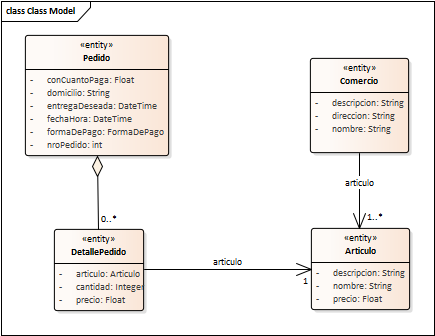 class Class Model
«entity»
Pedido
- conCuantoPaga: Float
- domicilio: String
- entregaDeseada: DateTime
- fechaHora: DateTime
- formaDePago: FormaDePago
- nroPedido: int
«entity»
Comercio
- descripcion: String
- direccion: String
- nombre: String
articulo
0..*
1..*
«entity»
DetallePedido
- articulo: Articulo
- cantidad: Integer
- precio: Float
articulo
1
«entity»
Articulo
- descripcion: String
- nombre: String
- precio: Float